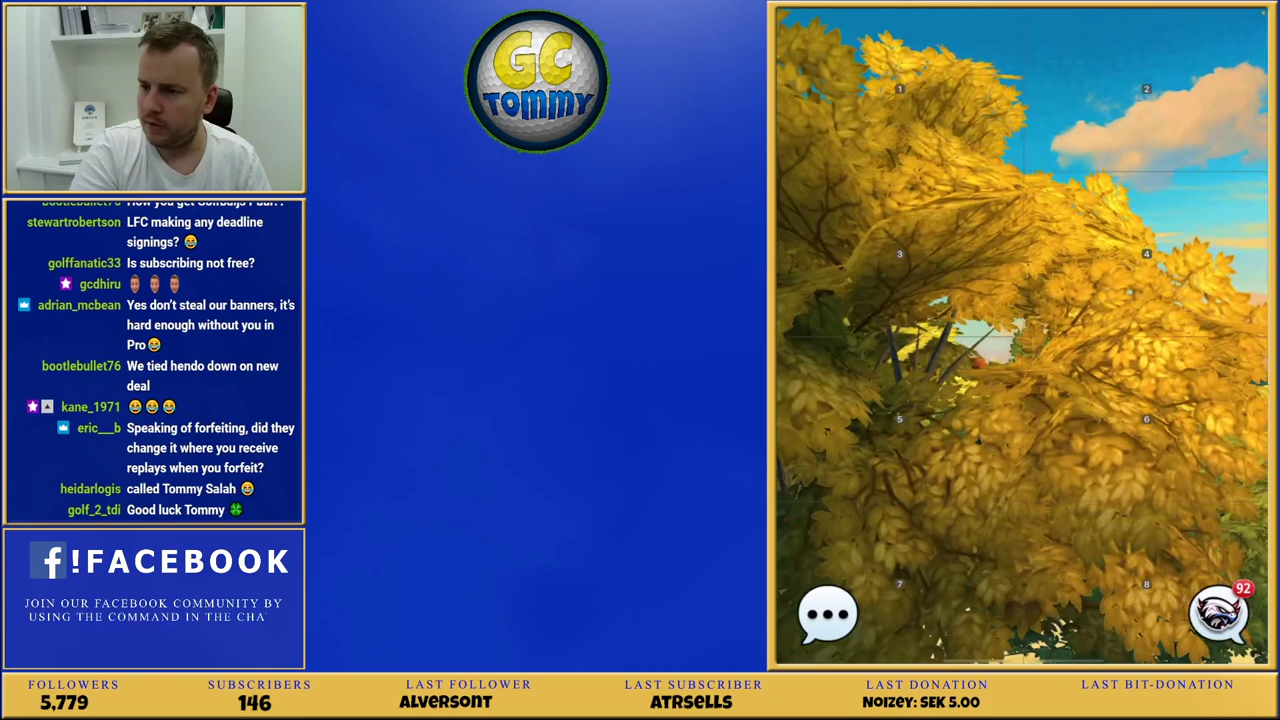 GC
TOMMY
stewartrobertson LFC making any deadline
signings? 😂
golffanatic33 Is subscribing not free?
gcdhiru
adrian_mcbean Yes don't steal our banners, it's
hard enough without you in
Pro 😂
bootlebullet76 We tied hendo down on new
deal
kane_1971 😂 😂 😂
eric___b Speaking of forfeiting, did they
change it where you receive
replays when you forfeit?
heidarlogis called Tommy Salah 😂
golf_2_tdi Good luck Tommy 🍀
f !FACEBOOK
JOIN OUR FACEBOOK COMMUNITY BY
USING THE COMMAND IN THE CHA
1
2
3
4
5
6
7
8
92
FOLLOWERS
5,779
SUBSCRIBERS
146
LAST FOLLOWER
ALVERSONT
LAST SUBSCRIBER
ATRSELLS
LAST DONATION
NOIZEY: SEK 5.00
LAST BIT-DONATION